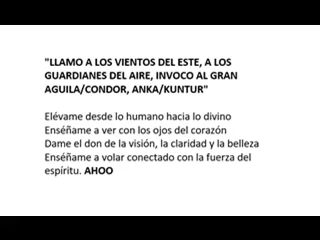 "LLAMO A LOS VIENTOS DEL ESTE, A LOS
GUARDIANES DEL AIRE, INVOCO AL GRAN
AGUILA/CONDOR, ANKA/KUNTUR"
Elévame desde lo humano hacia lo divino
Enséñame a ver con los ojos del corazón
Dame el don de la visión, la claridad y la belleza
Enséñame a volar conectado con la fuerza del
espíritu. AHOO